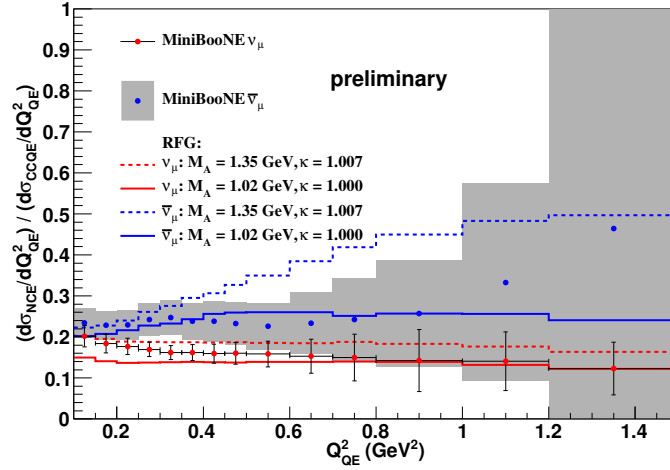 MiniBooNE ν_μ
preliminary
MiniBooNE ν̅_μ
RFG:
ν_μ: M_A = 1.35 GeV, κ = 1.007
ν_μ: M_A = 1.02 GeV, κ = 1.000
ν̅_μ: M_A = 1.35 GeV, κ = 1.007
ν̅_μ: M_A = 1.02 GeV, κ = 1.000
(dσ_NCE/dQ²_QE) / (dσ_CCQE/dQ²_QE)
1
0.9
0.8
0.7
0.6
0.5
0.4
0.3
0.2
0.1
0
0.2 0.4 0.6 0.8 1 1.2 1.4
Q²_QE (GeV²)